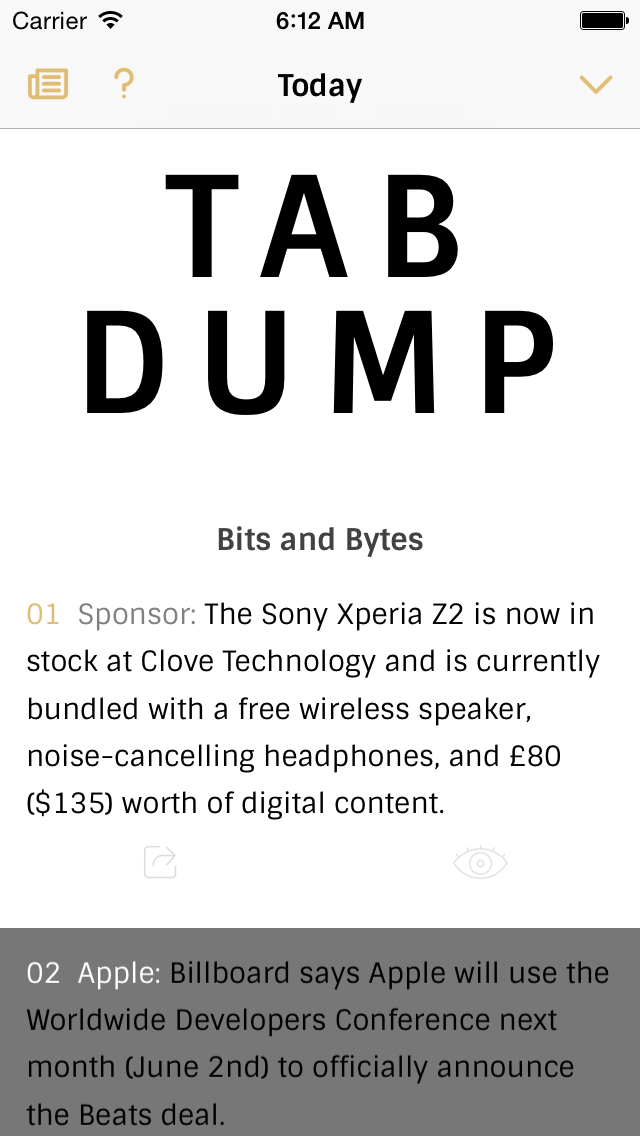 Carrier 6:12 AM
? Today
TAB
DUMP
Bits and Bytes
01 Sponsor: The Sony Xperia Z2 is now in
stock at Clove Technology and is currently
bundled with a free wireless speaker,
noise-cancelling headphones, and £80
($135) worth of digital content.
02 Apple: Billboard says Apple will use the
Worldwide Developers Conference next
month (June 2nd) to officially announce
the Beats deal.